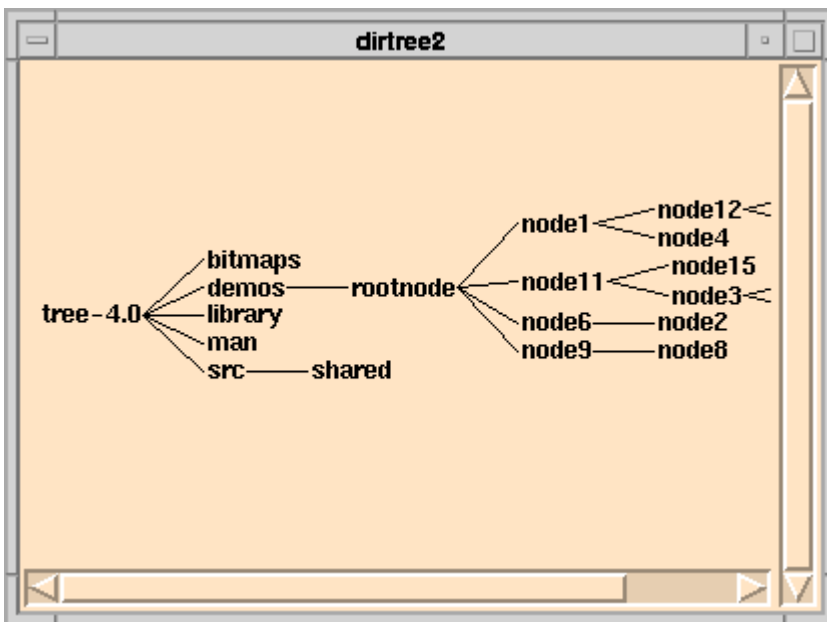 dirtree2
node1 node12
node4
bitmaps node11 node15
demos rootnode node3
tree-4.0 library node6 node2
man node9 node8
src shared